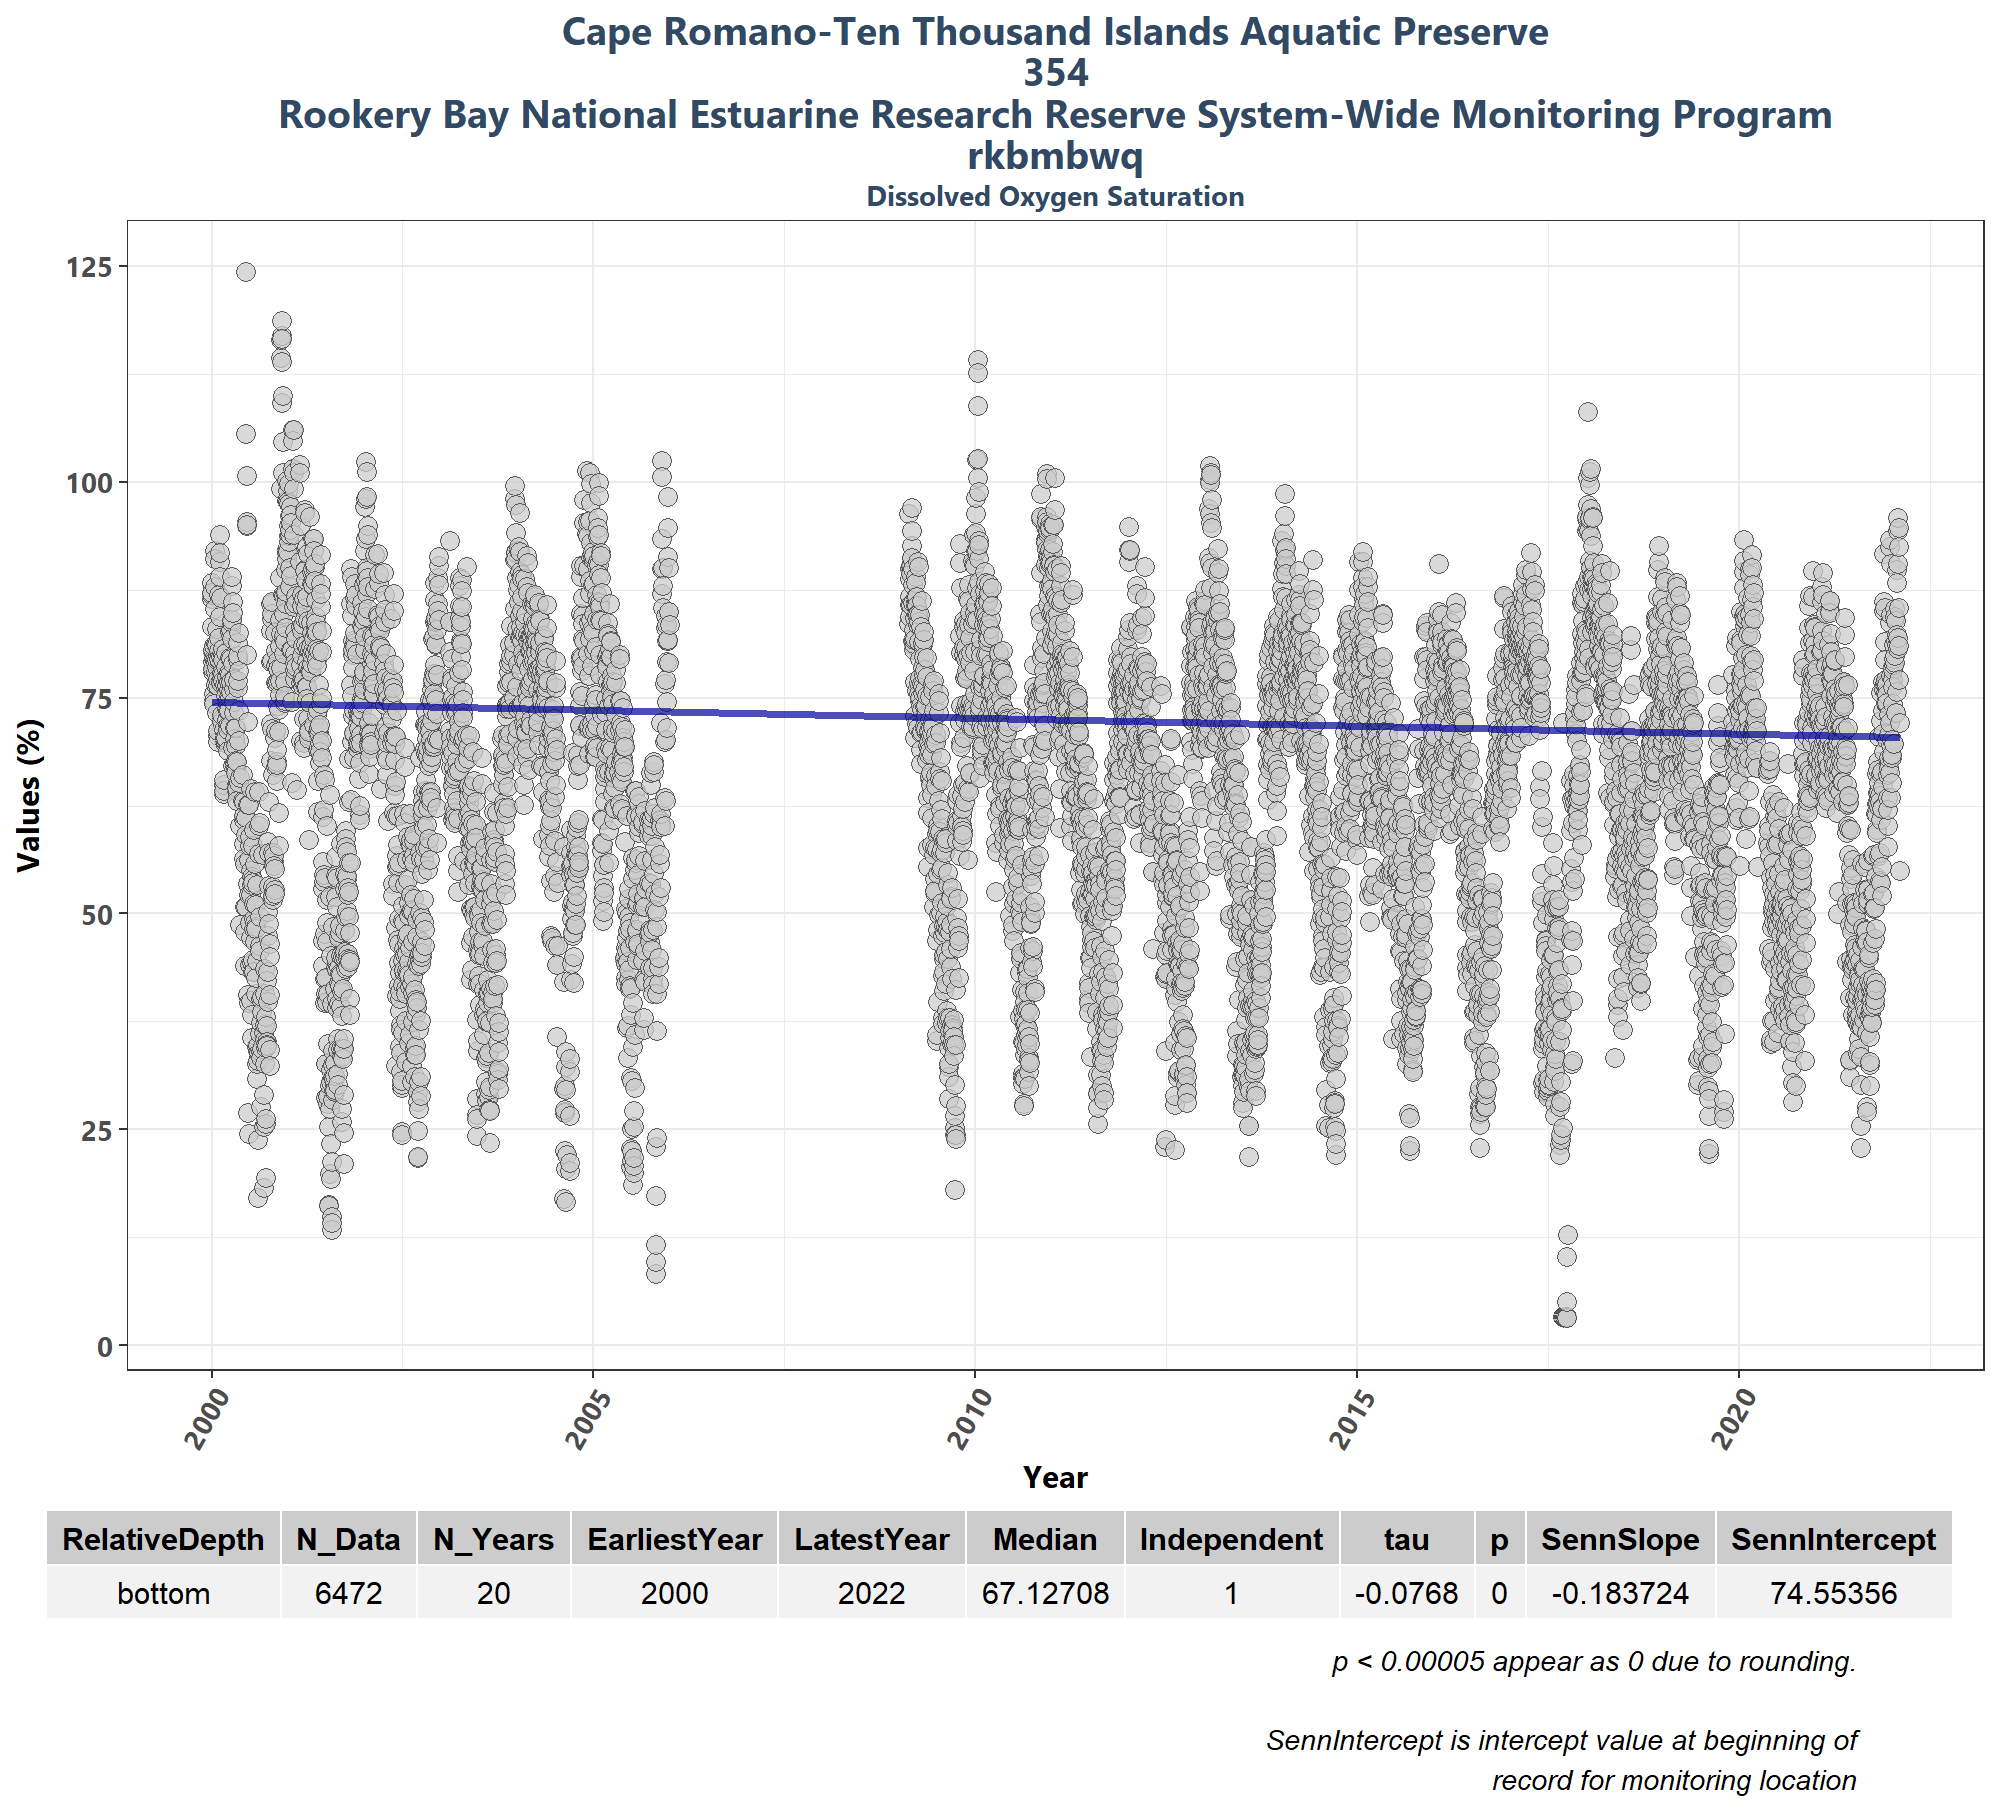 Cape Romano-Ten Thousand Islands Aquatic Preserve
354
Rookery Bay National Estuarine Research Reserve System-Wide Monitoring Program
rkbmbwq
Dissolved Oxygen Saturation
Values (%)
125
100
75
50
25
0
2000 2005 2010 2015 2020
Year
RelativeDepth N_Data N_Years EarliestYear LatestYear Median Independent tau p SennSlope SennIntercept
bottom 6472 20 2000 2022 67.12708 1 -0.0768 0 -0.183724 74.55356
p < 0.00005 appear as 0 due to rounding.
SennIntercept is intercept value at beginning of
record for monitoring location